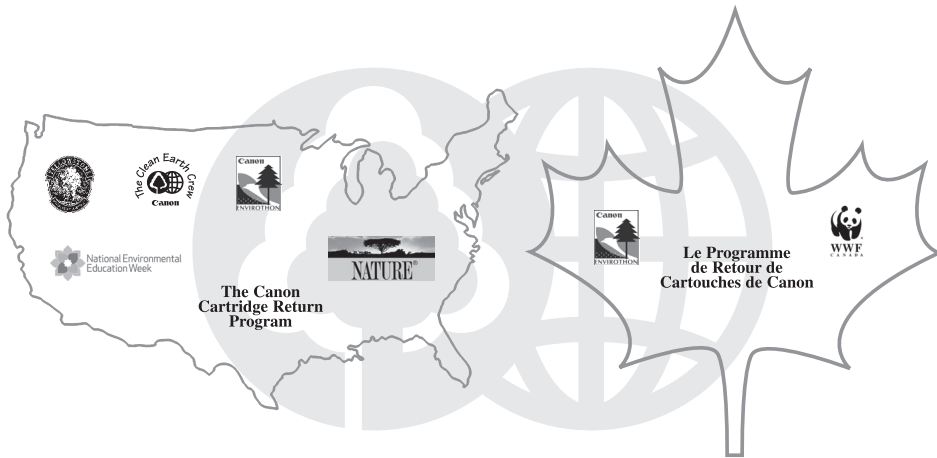 The Clean Earth Crew
Canon
Canon
ENVIROTHON
National Environmental
Education Week
NATURE®
The Canon
Cartridge Return
Program
Canon
ENVIROTHON
Le Programme
de Retour de
Cartouches de Canon
WWF
CANADA